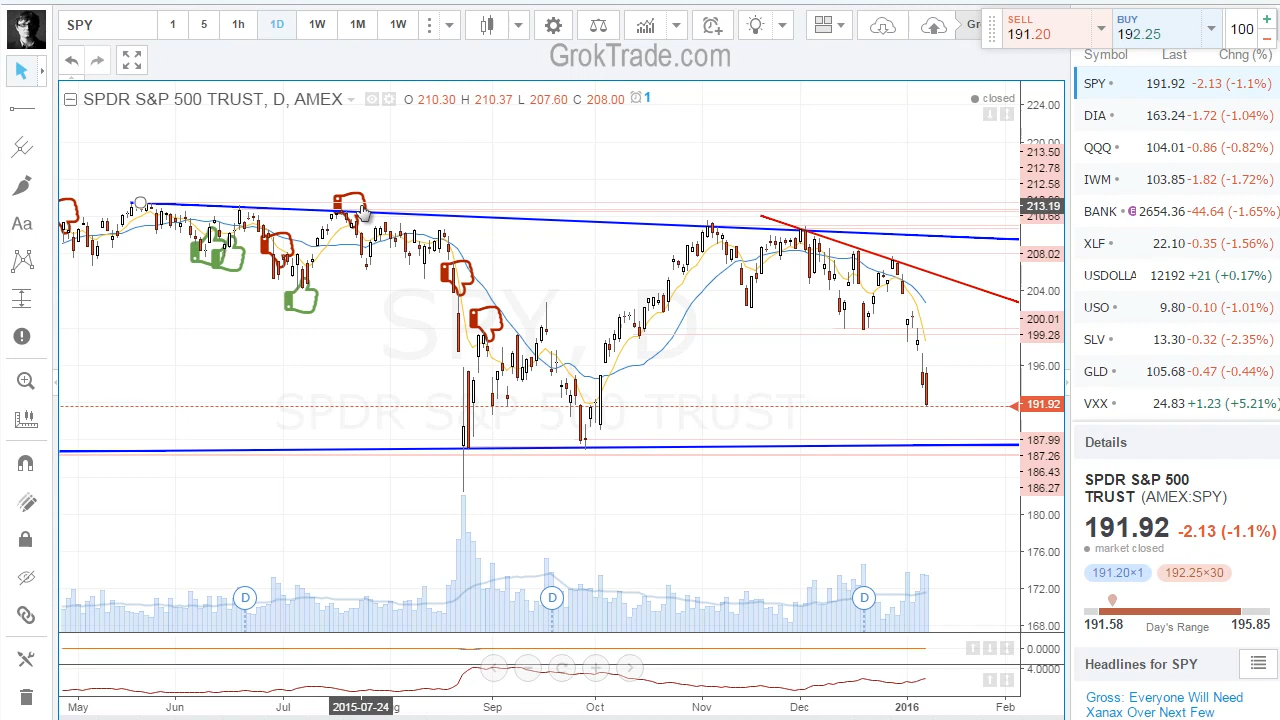 SPY 1 5 1h 1D 1W 1M 1W
SELL
191.20
BUY
192.25
100
GrokTrade.com
Symbol Last Chng (%)
SPDR S&P 500 TRUST, D, AMEX O 210.30 H 210.37 L 207.60 C 208.00 1
closed
SPY 191.92 -2.13 (-1.1%)
DIA 163.24 -1.72 (-1.04%)
QQQ 104.01 -0.86 (-0.82%)
IWM 103.85 -1.82 (-1.72%)
BANK E 2654.36 -44.64 (-1.65%)
XLF 22.10 -0.35 (-1.56%)
USDOLLA 12192 +21 (+0.17%)
USO 9.80 -0.10 (-1.01%)
SLV 13.30 -0.32 (-2.35%)
GLD 105.68 -0.47 (-0.44%)
VXX 24.83 +1.23 (+5.21%)
224.00
220.00
213.50
212.78
212.58
213.19
210.68
208.02
204.00
200.01
199.28
196.00
191.92
187.99
187.26
186.43
186.27
180.00
176.00
172.00
168.00
0.0000
4.0000
Aa
SPY, D
SPDR S&P 500 TRUST
D D D
May Jun Jul 2015-07-24 Sep Oct Nov Dec 2016 Feb
Details
SPDR S&P 500
TRUST (AMEX:SPY)
191.92 -2.13 (-1.1%)
market closed
191.20×1 192.25×30
191.58 Day's Range 195.85
Headlines for SPY
Gross: Everyone Will Need
Xanax Over Next Few